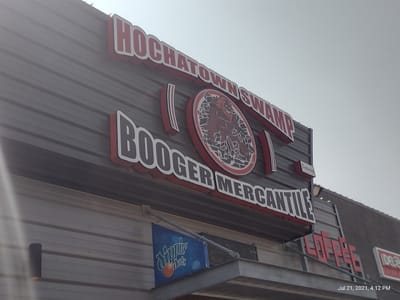 HOCHATOWN SWAMP
BOOGER MERCANTILE
COFFEE
Jul 21, 2021, 4:12 PM